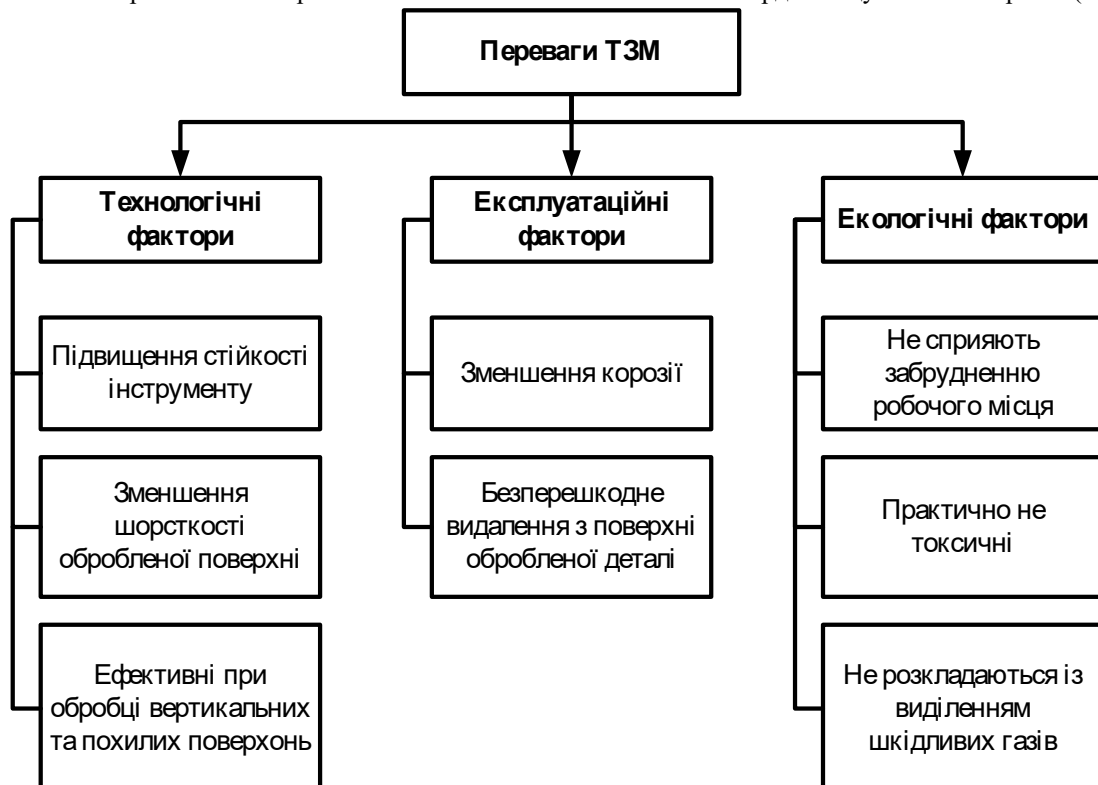 Переваги ТЗМ
Технологічні
фактори
Експлуатаційні
фактори
Екологічні фактори
Підвищення стійкості
інструменту
Зменшення корозії
Не сприяють
забрудненню
робочого місця
Зменшення
шорсткості
обробленої поверхні
Безперешкодне
видалення з поверхні
обробленої деталі
Практично не
токсичні
Ефективні при
обробці вертикальних
та похилих поверхонь
Не розкладаються із
виділенням
шкідливих газів